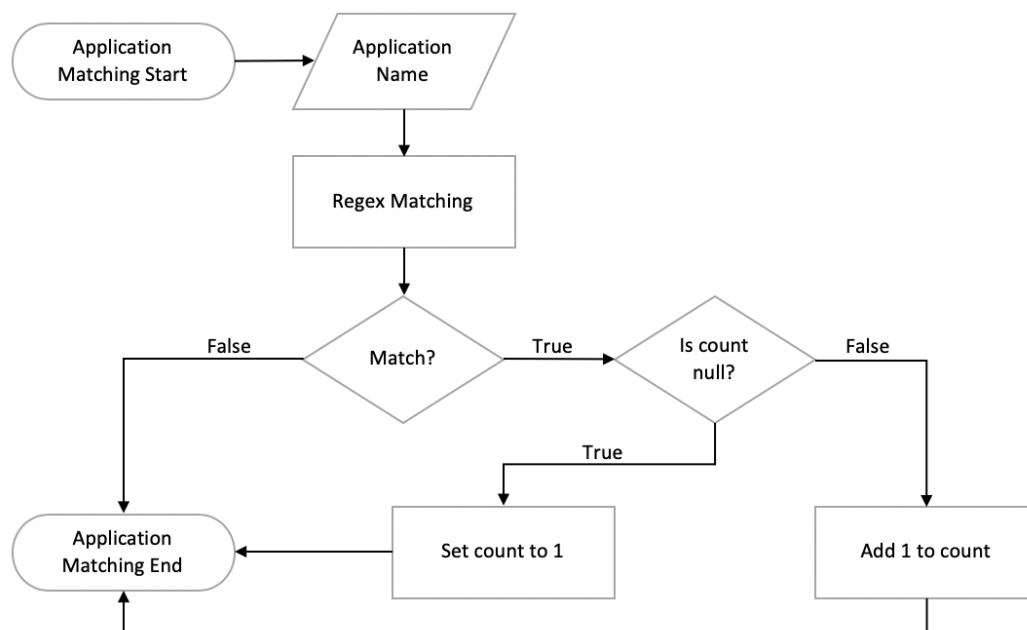 Application
Matching Start
Application
Name
Regex Matching
False
Match?
True
Is count
null?
False
True
Application
Matching End
Set count to 1
Add 1 to count